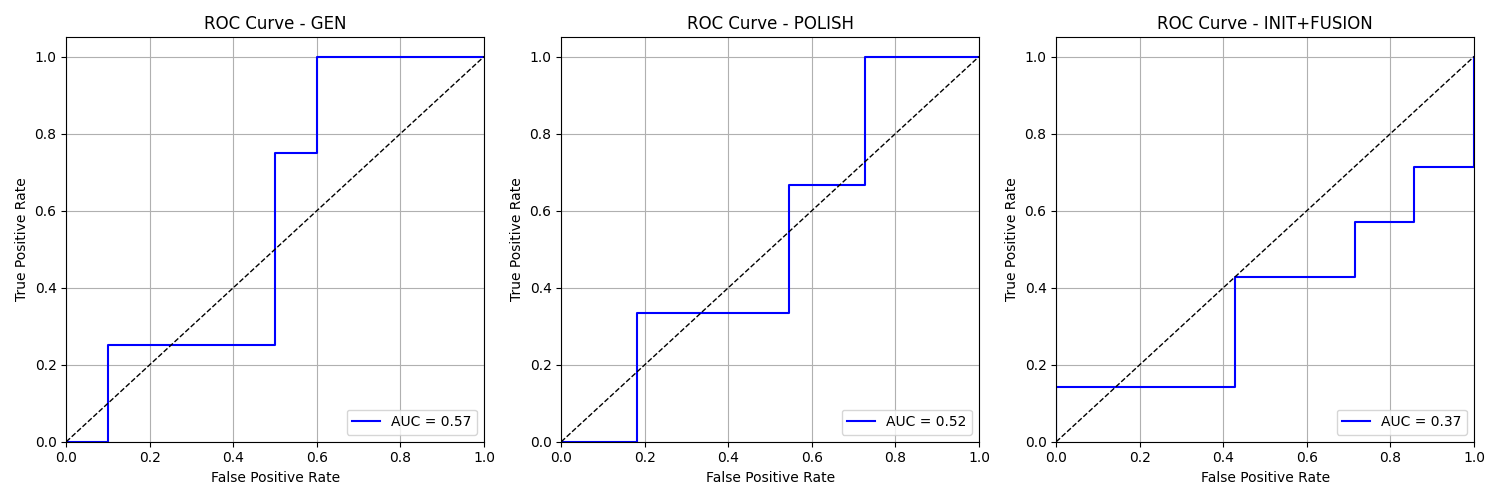 ROC Curve - GEN
True Positive Rate
1.0
0.8
0.6
0.4
0.2
0.0
0.0 0.2 0.4 0.6 0.8 1.0
False Positive Rate
AUC = 0.57
ROC Curve - POLISH
True Positive Rate
1.0
0.8
0.6
0.4
0.2
0.0
0.0 0.2 0.4 0.6 0.8 1.0
False Positive Rate
AUC = 0.52
ROC Curve - INIT+FUSION
True Positive Rate
1.0
0.8
0.6
0.4
0.2
0.0
0.0 0.2 0.4 0.6 0.8 1.0
False Positive Rate
AUC = 0.37